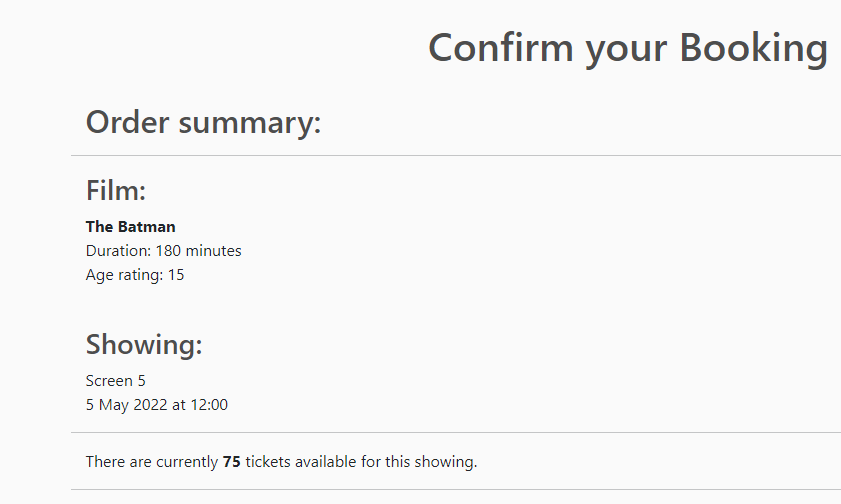 Confirm your Booking
Order summary:
Film:
The Batman
Duration: 180 minutes
Age rating: 15
Showing:
Screen 5
5 May 2022 at 12:00
There are currently 75 tickets available for this showing.